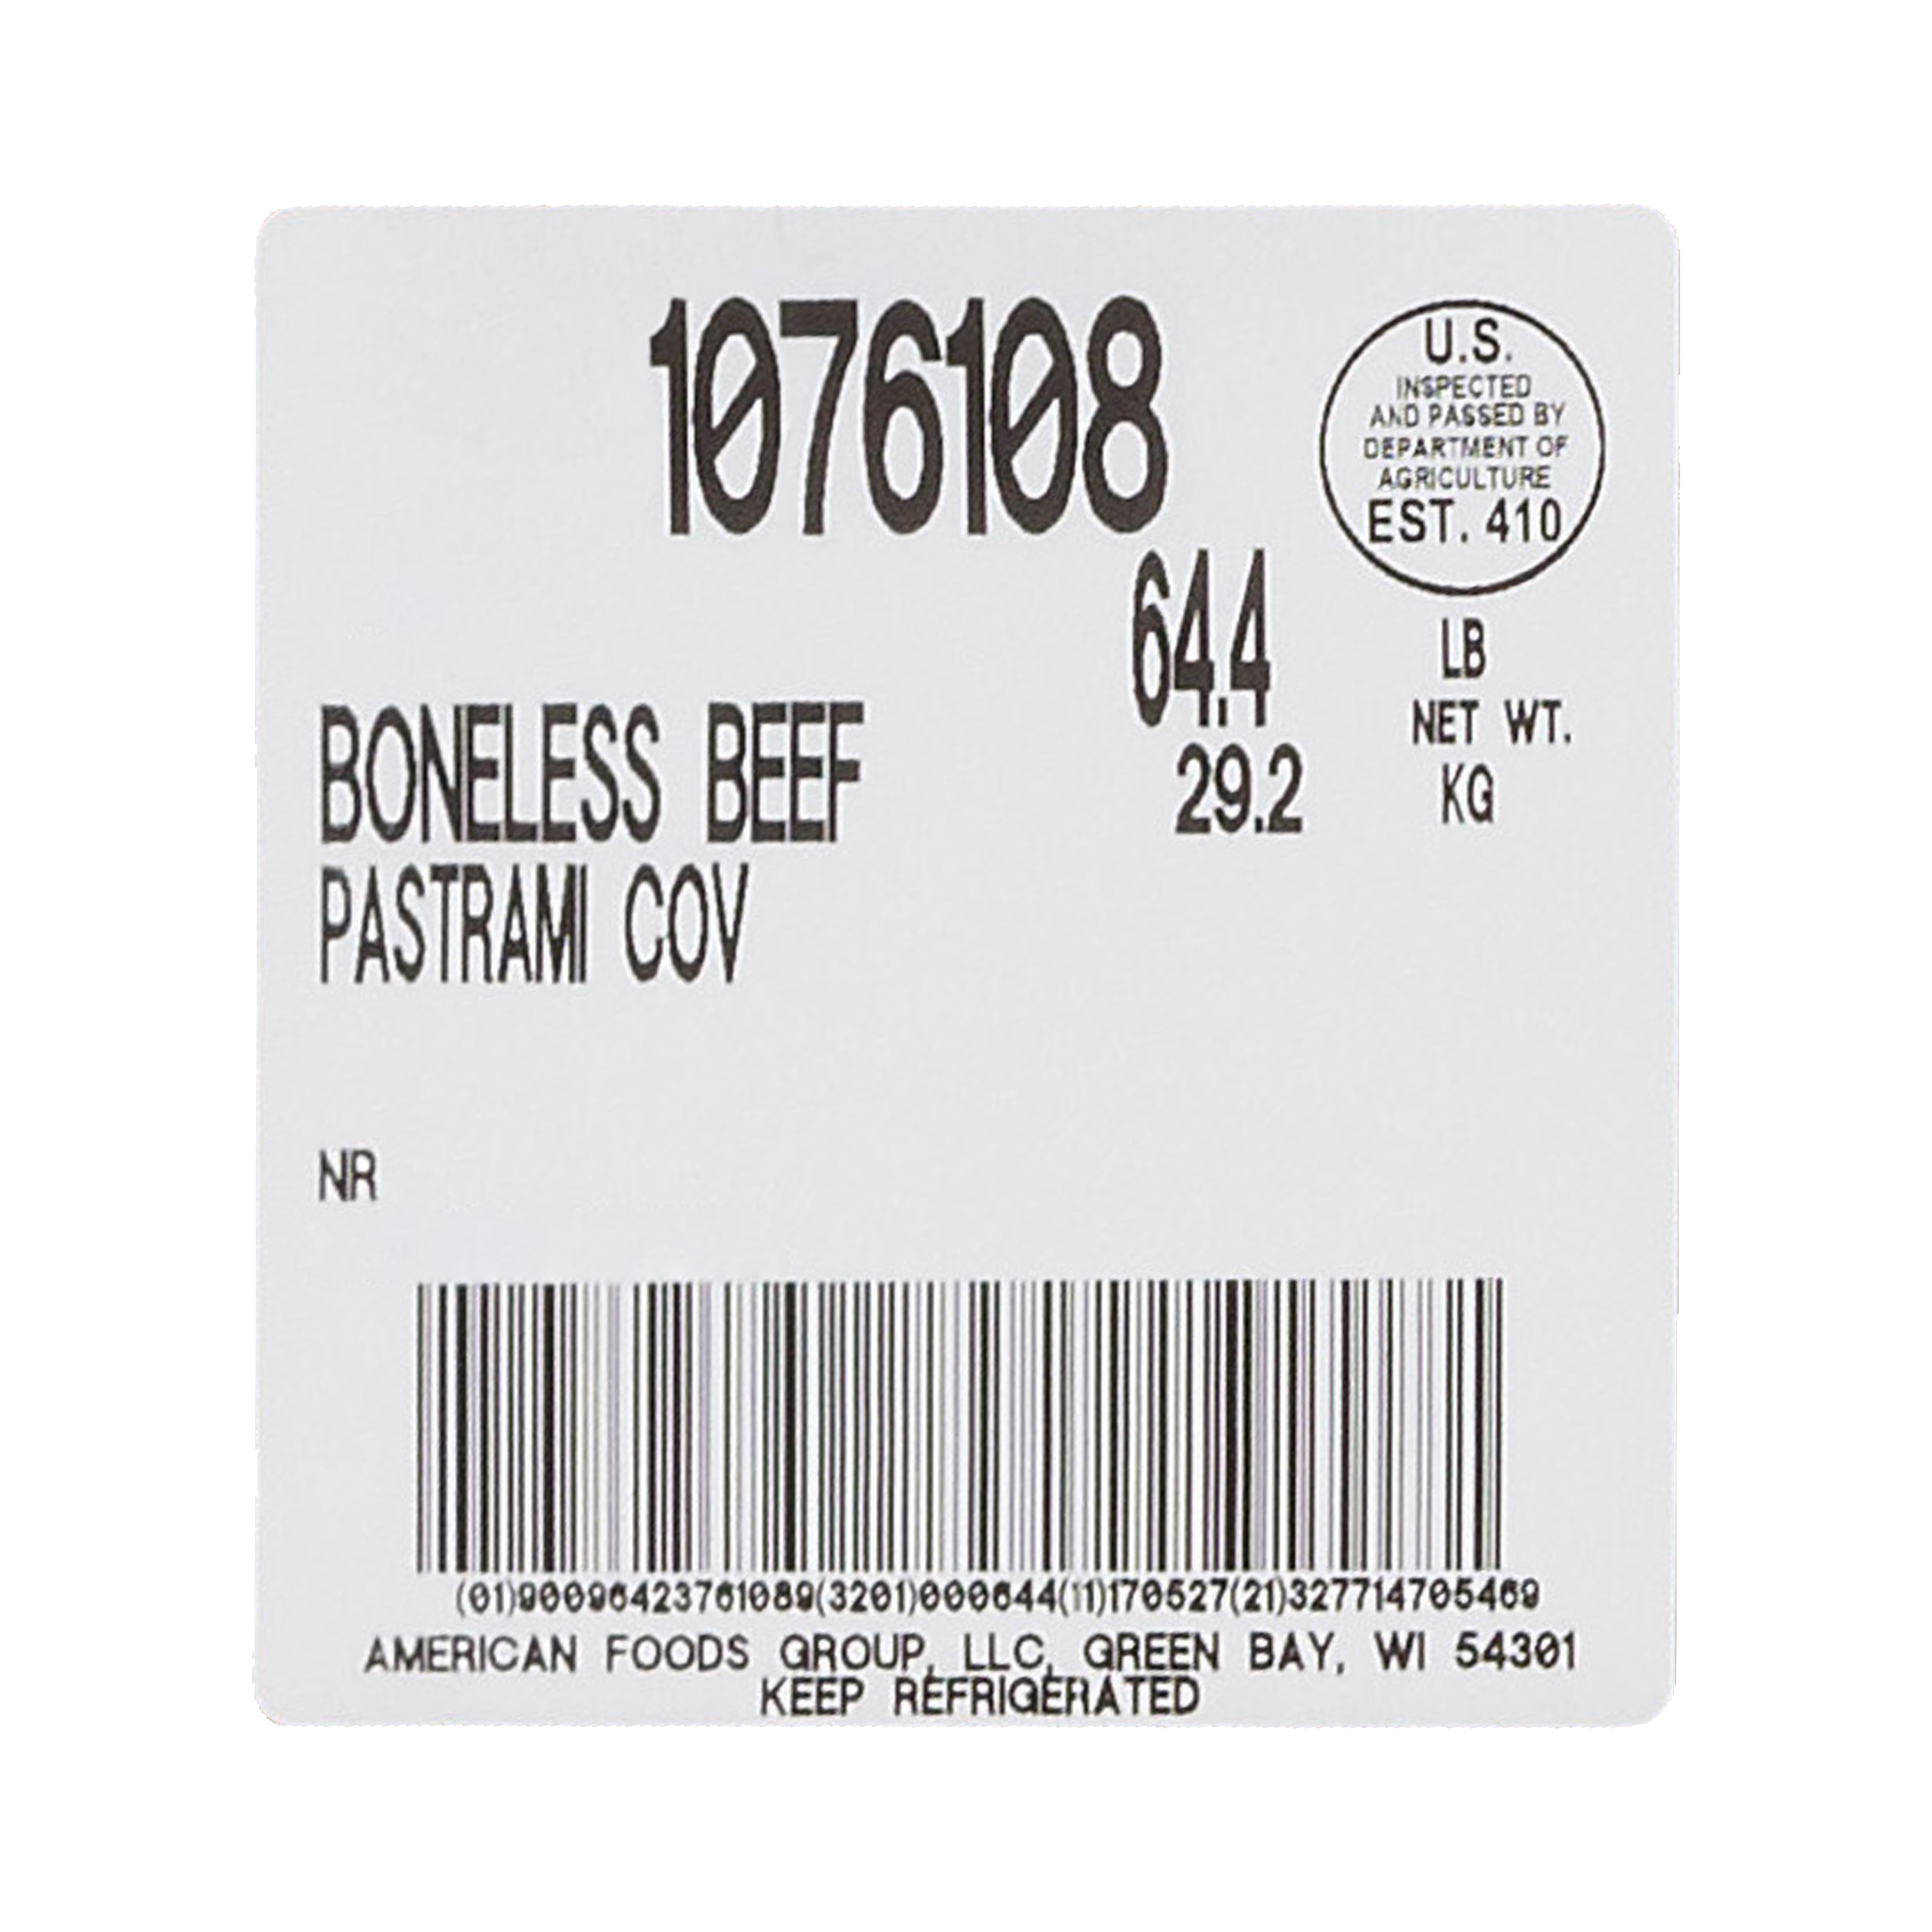 1076108
U.S.
INSPECTED
AND PASSED BY
DEPARTMENT OF
AGRICULTURE
EST. 410
64.4 LB
NET WT.
29.2 KG
BONELESS BEEF
PASTRAMI COV
NR
(01)90096423761089(3201)000644(11)170527(21)327714705469
AMERICAN FOODS GROUP, LLC, GREEN BAY, WI 54301
KEEP REFRIGERATED